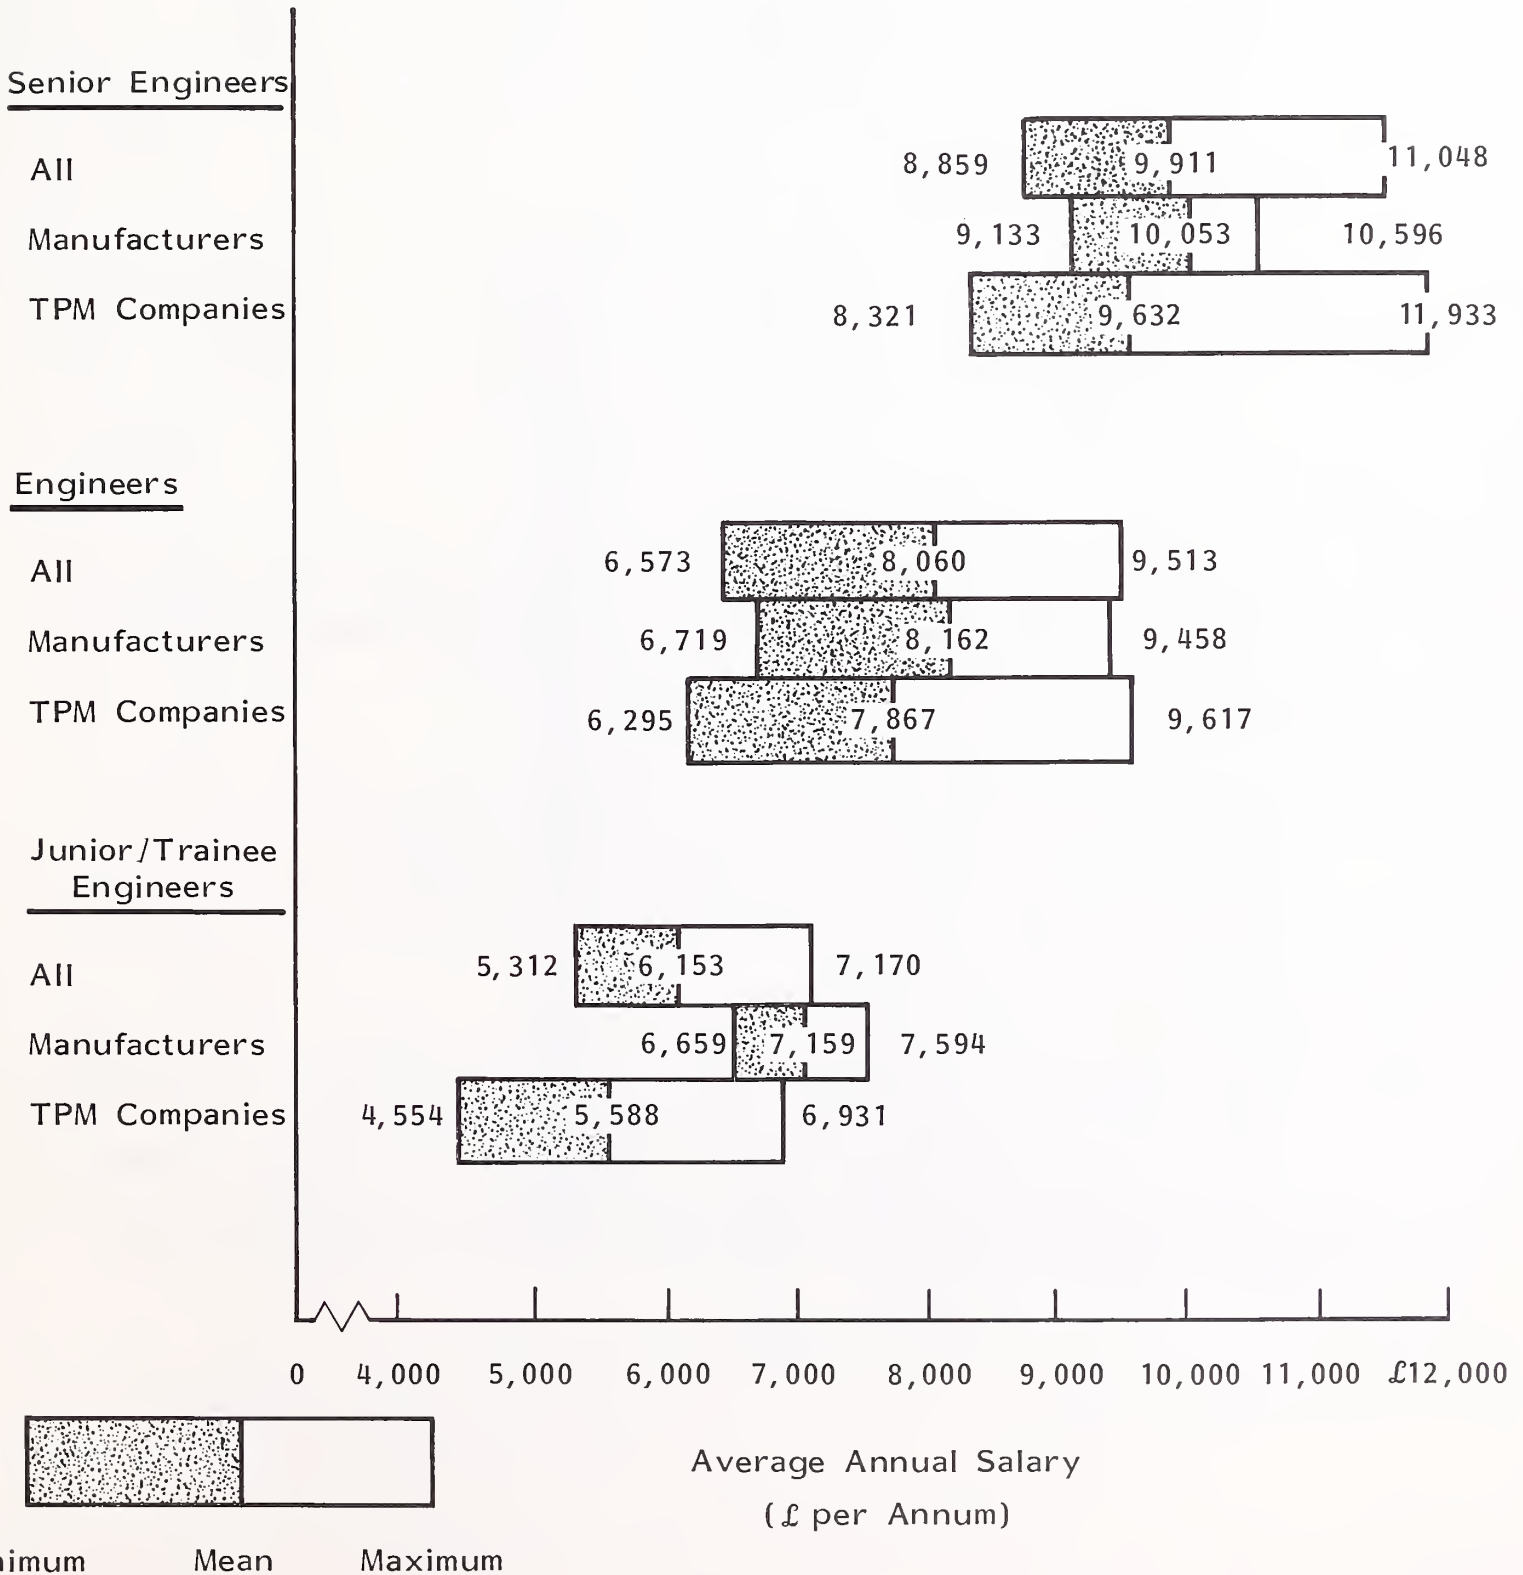 Senior Engineers
All 8,859 9,911 11,048
Manufacturers 9,133 10,053 10,596
TPM Companies 8,321 9,632 11,933
Engineers
All 6,573 8,060 9,513
Manufacturers 6,719 8,162 9,458
TPM Companies 6,295 7,867 9,617
Junior/Trainee
Engineers
All 5,312 6,153 7,170
Manufacturers 6,659 7,159 7,594
TPM Companies 4,554 5,588 6,931
0 4,000 5,000 6,000 7,000 8,000 9,000 10,000 11,000 £12,000
Average Annual Salary
(£ per Annum)
nimum Mean Maximum